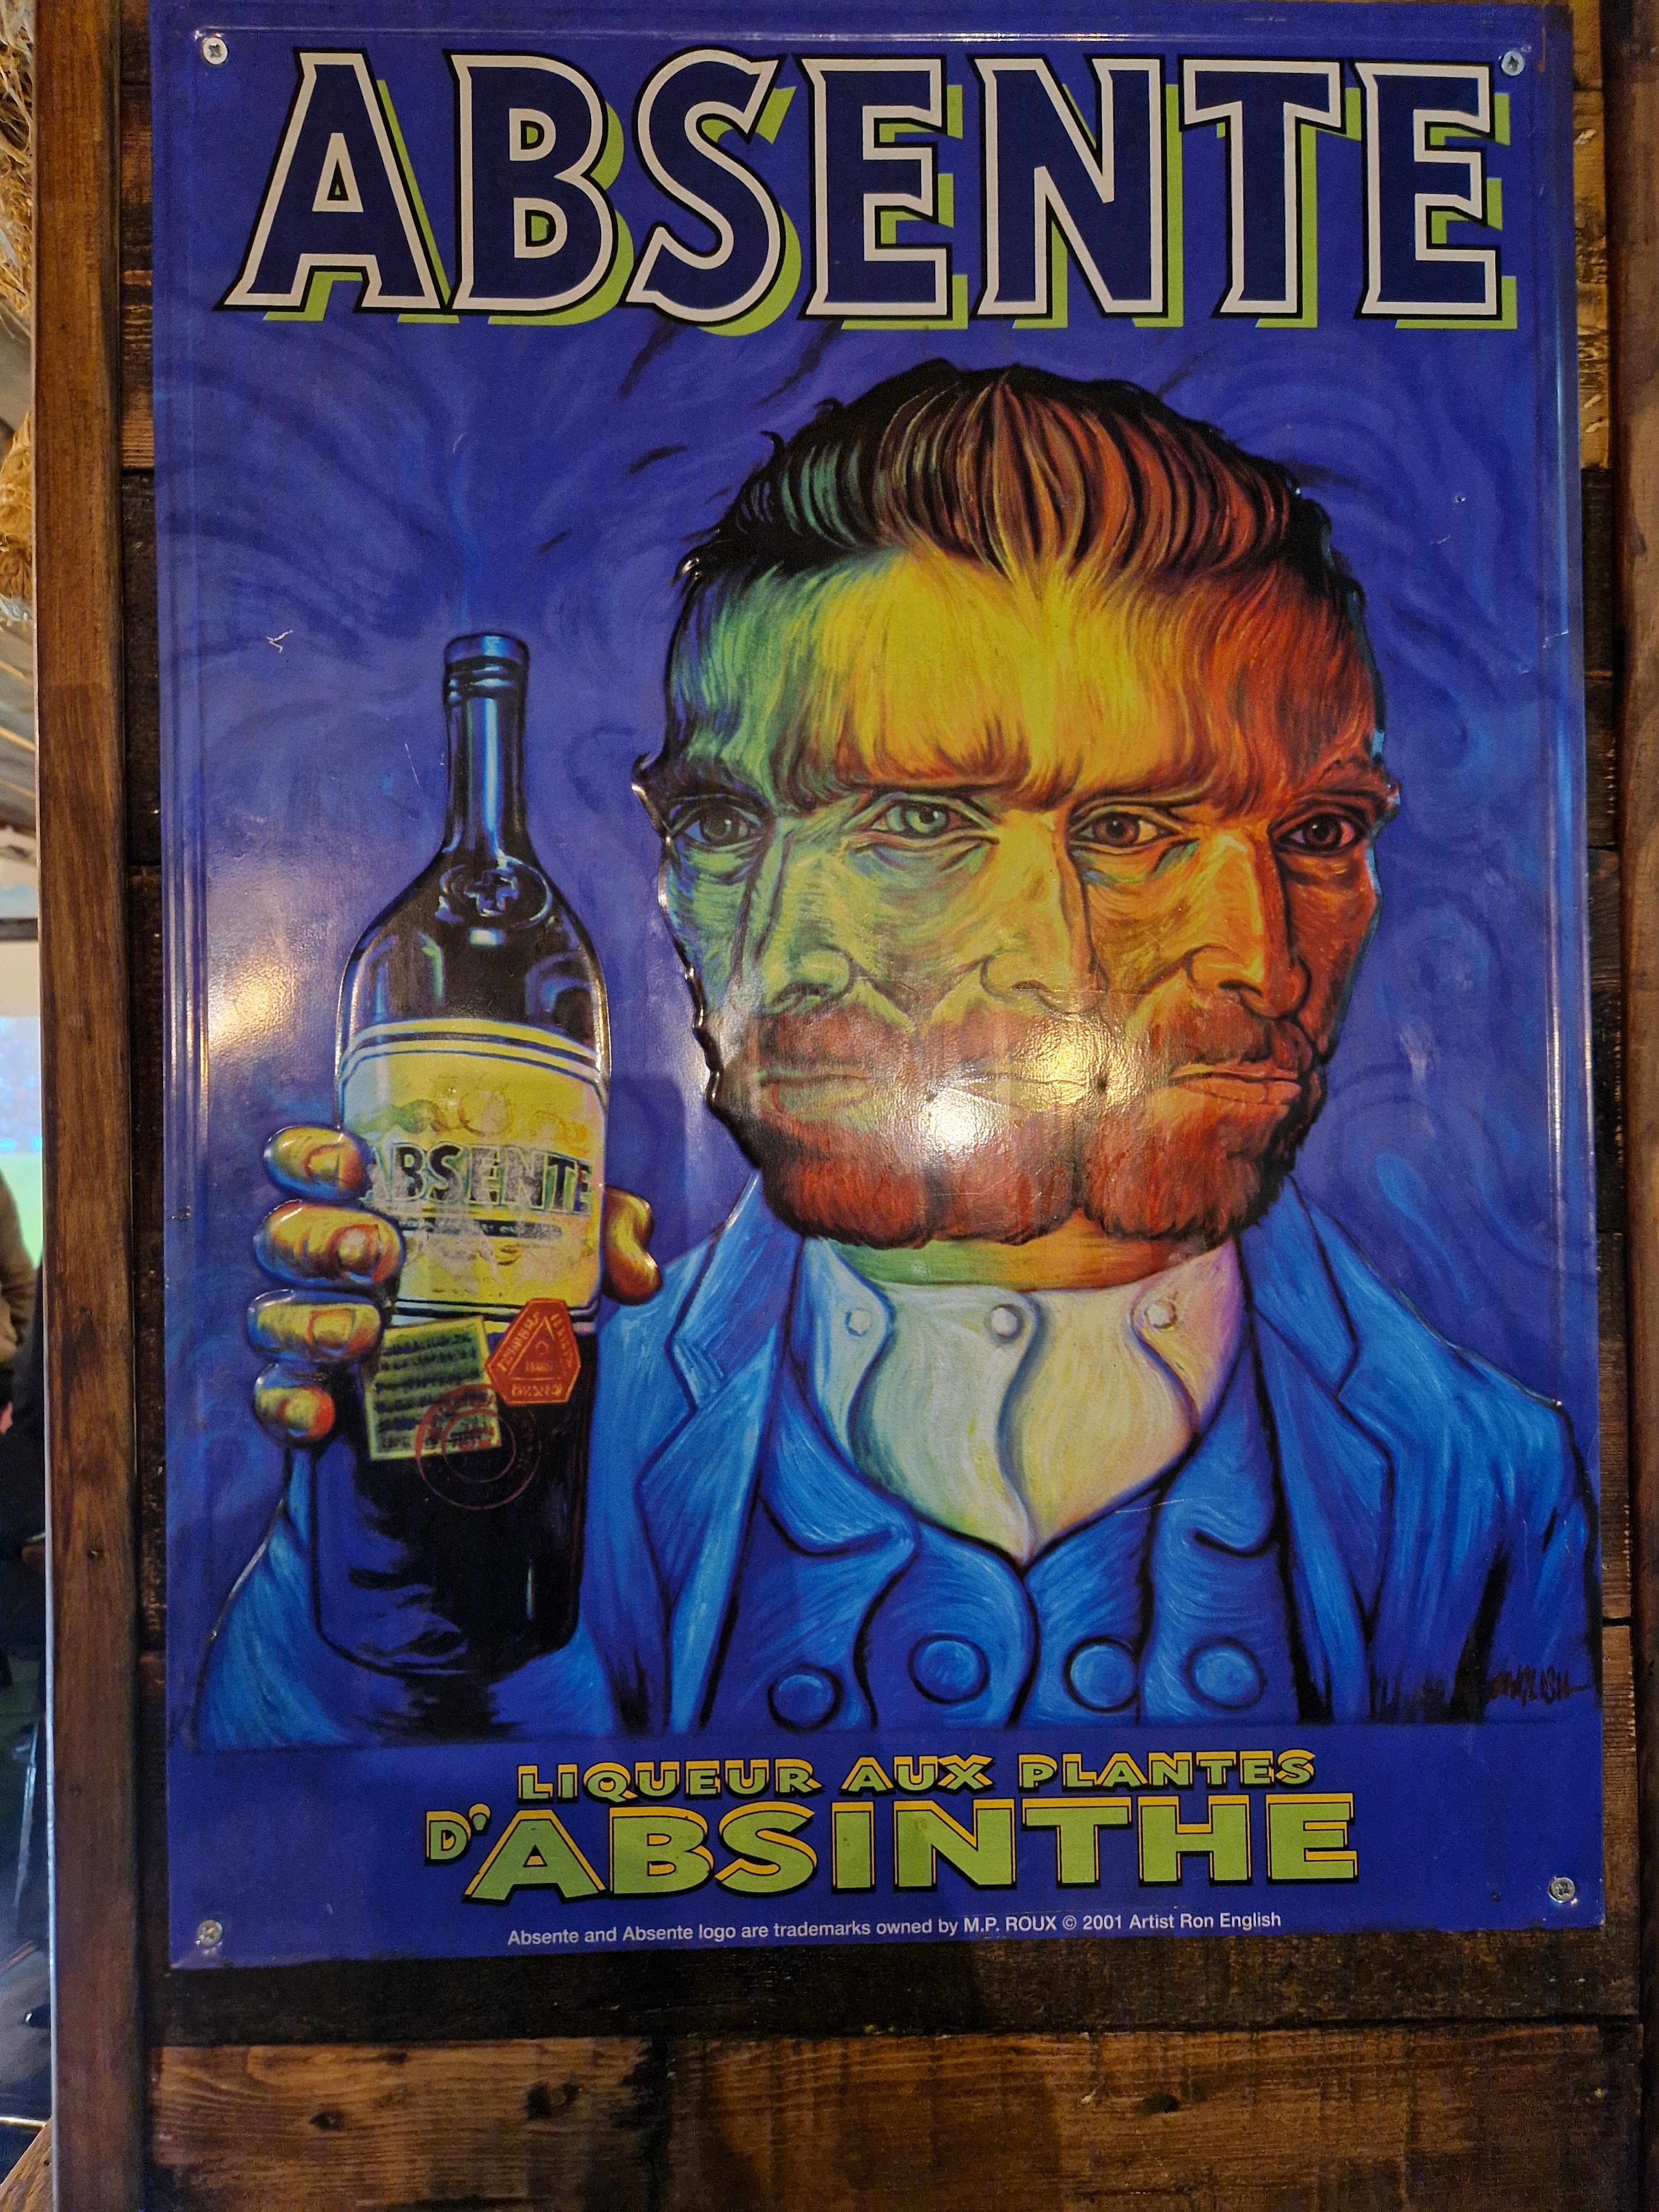 ABSENTE
ABSENTE
ENGLISH
LIQUEUR AUX PLANTES
D'ABSINTHE
Absente and Absente logo are trademarks owned by M.P. ROUX © 2001 Artist Ron English